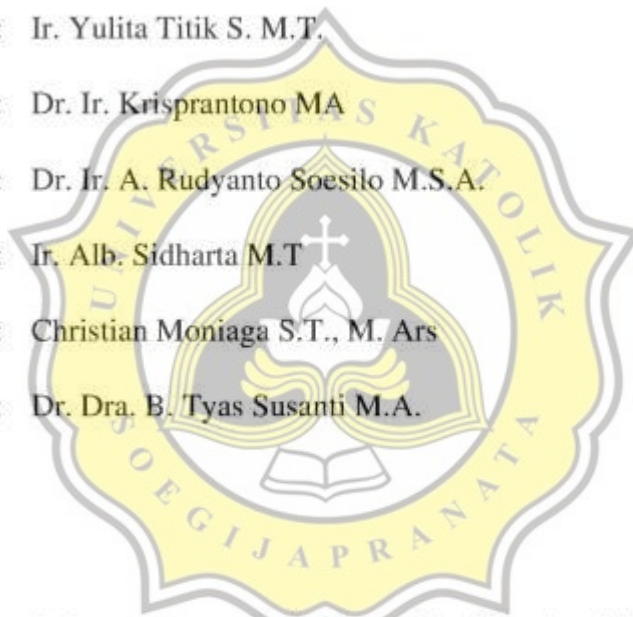 : Ir. Yulita Titik S. M.T.
: Dr. Ir. Krisprantono MA
: Dr. Ir. A. Rudyanto Soesilo M.S.A.
: Ir. Alb. Sidharta M.T
: Christian Moniaga S.T., M. Ars
: Dr. Dra. B. Tyas Susanti M.A.
UNIVERSITAS KATOLIK
SOEGIJAPRANATA